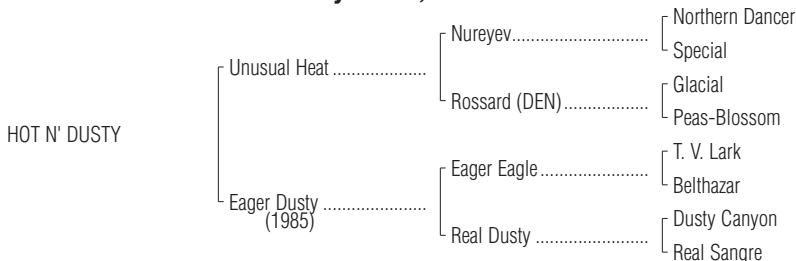 Northern Dancer
Nureyev
Special
Unusual Heat
Glacial
Rossard (DEN)
Peas-Blossom
HOT N' DUSTY
T. V. Lark
Eager Eagle
Belthazar
Eager Dusty
(1985)
Dusty Canyon
Real Dusty
Real Sangre